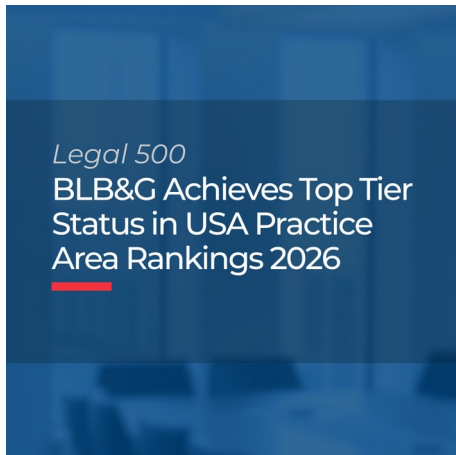 Legal 500
BLB&G Achieves Top Tier
Status in USA Practice
Area Rankings 2026